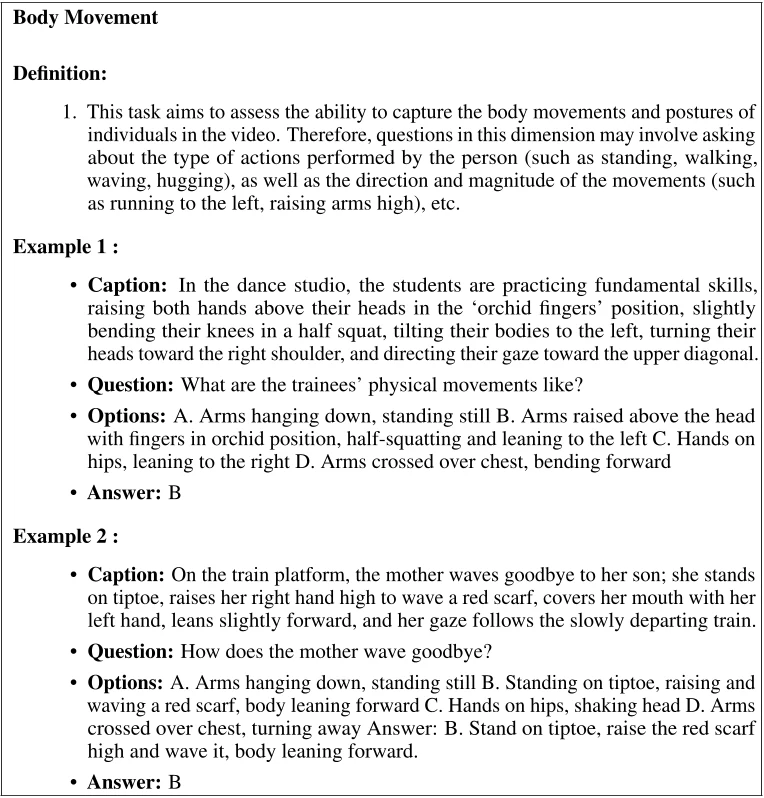 Body Movement
Definition:
1. This task aims to assess the ability to capture the body movements and postures of
individuals in the video. Therefore, questions in this dimension may involve asking
about the type of actions performed by the person (such as standing, walking,
waving, hugging), as well as the direction and magnitude of the movements (such
as running to the left, raising arms high), etc.
Example 1 :
• Caption: In the dance studio, the students are practicing fundamental skills,
raising both hands above their heads in the ‘orchid fingers’ position, slightly
bending their knees in a half squat, tilting their bodies to the left, turning their
heads toward the right shoulder, and directing their gaze toward the upper diagonal.
• Question: What are the trainees’ physical movements like?
• Options: A. Arms hanging down, standing still B. Arms raised above the head
with fingers in orchid position, half-squatting and leaning to the left C. Hands on
hips, leaning to the right D. Arms crossed over chest, bending forward
• Answer: B
Example 2 :
• Caption: On the train platform, the mother waves goodbye to her son; she stands
on tiptoe, raises her right hand high to wave a red scarf, covers her mouth with her
left hand, leans slightly forward, and her gaze follows the slowly departing train.
• Question: How does the mother wave goodbye?
• Options: A. Arms hanging down, standing still B. Standing on tiptoe, raising and
waving a red scarf, body leaning forward C. Hands on hips, shaking head D. Arms
crossed over chest, turning away Answer: B. Stand on tiptoe, raise the red scarf
high and wave it, body leaning forward.
• Answer: B